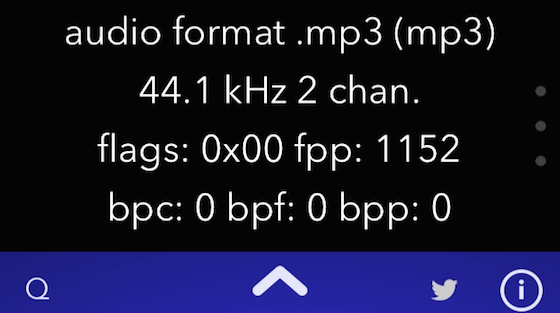 audio format .mp3 (mp3)
44.1 kHz 2 chan.
flags: 0x00 fpp: 1152
bpc: 0 bpf: 0 bpp: 0